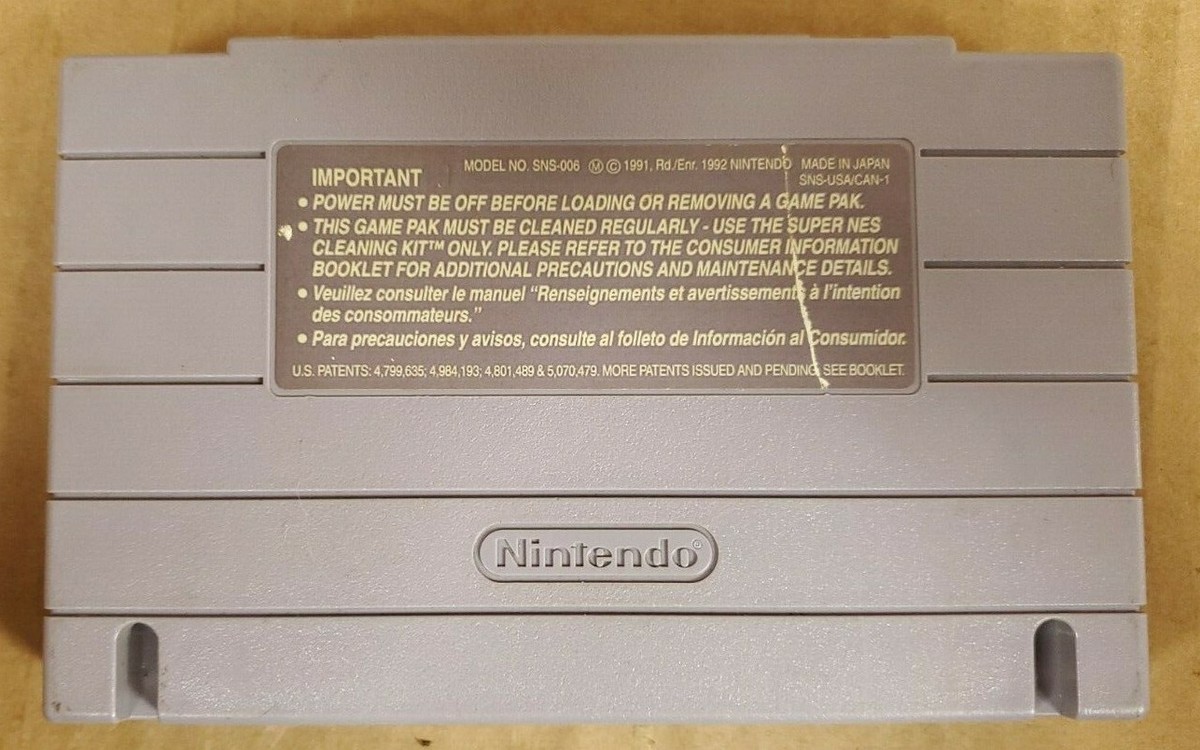 MODEL NO. SNS-006 Ⓜ © 1991, Rd./Enr. 1992 NINTENDO MADE IN JAPAN
IMPORTANT SNS-USA/CAN-1
• POWER MUST BE OFF BEFORE LOADING OR REMOVING A GAME PAK.
• THIS GAME PAK MUST BE CLEANED REGULARLY - USE THE SUPER NES
CLEANING KIT™ ONLY. PLEASE REFER TO THE CONSUMER INFORMATION
BOOKLET FOR ADDITIONAL PRECAUTIONS AND MAINTENANCE DETAILS.
• Veuillez consulter le manuel “Renseignements et avertissements à l’intention
des consommateurs.”
• Para precauciones y avisos, consulte al folleto de Información al Consumidor.
U.S. PATENTS: 4,799,635; 4,984,193; 4,801,489 & 5,070,479. MORE PATENTS ISSUED AND PENDING, SEE BOOKLET.
Nintendo®